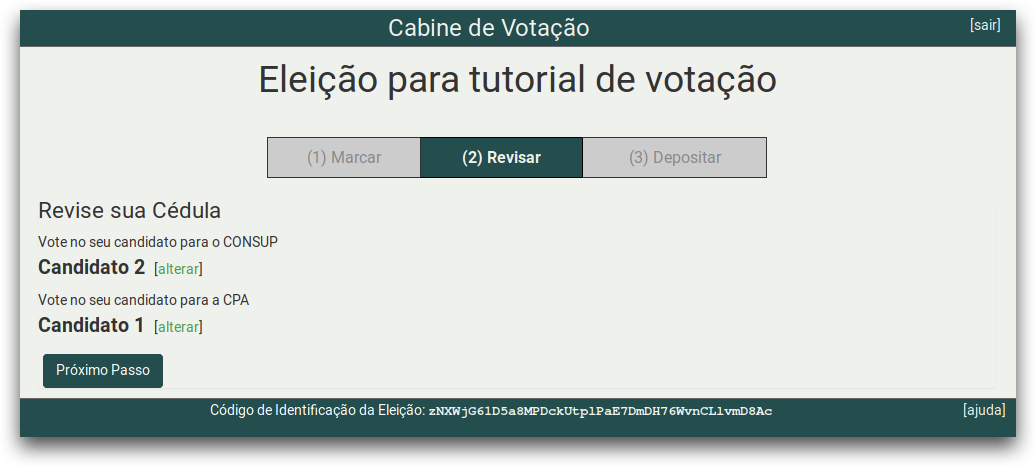 Cabine de Votação [sair]
Eleição para tutorial de votação
(1) Marcar (2) Revisar (3) Depositar
Revise sua Cédula
Vote no seu candidato para o CONSUP
Candidato 2 [alterar]
Vote no seu candidato para a CPA
Candidato 1 [alterar]
Próximo Passo
Código de Identificação da Eleição: zNXWjG61D5a8MPDckUtplPaE7DmDH76WvnCLlvmD8Ac [ajuda]